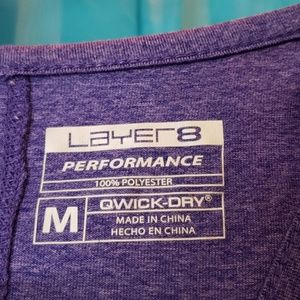 Layer8
PERFORMANCE
100% POLYESTER
M
QWICK-DRY®
MADE IN CHINA
HECHO EN CHINA